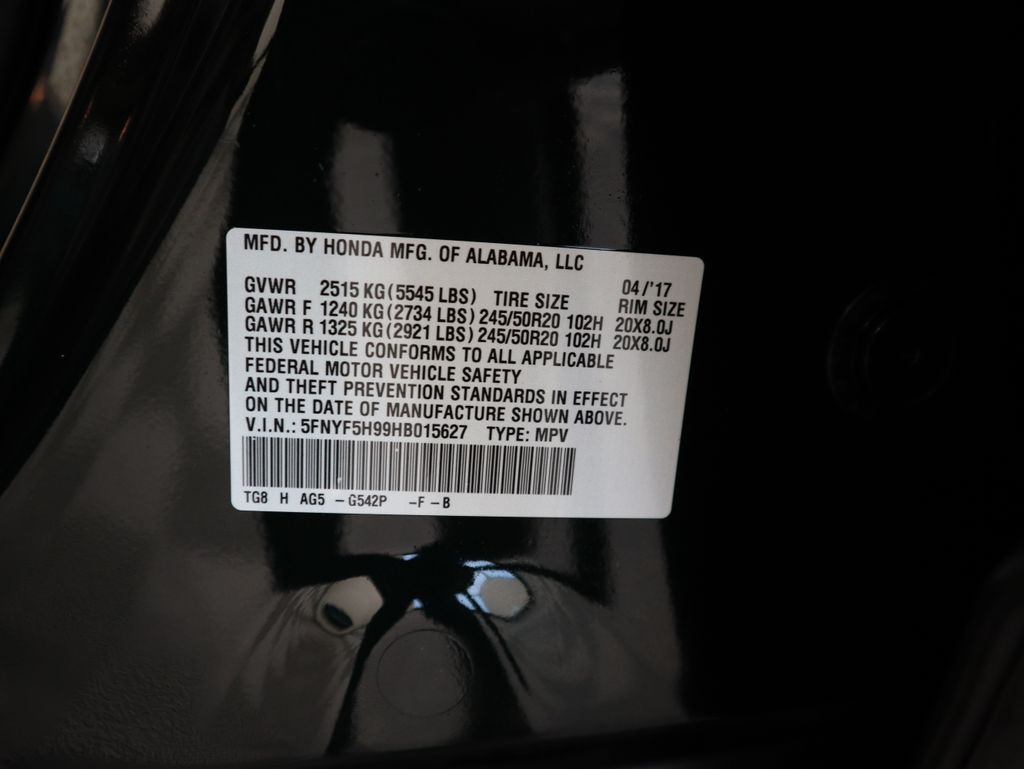 MFD. BY HONDA MFG. OF ALABAMA, LLC
04/'17
GVWR 2515 KG (5545 LBS) TIRE SIZE RIM SIZE
GAWR F 1240 KG (2734 LBS) 245/50R20 102H 20X8.0J
GAWR R 1325 KG (2921 LBS) 245/50R20 102H 20X8.0J
THIS VEHICLE CONFORMS TO ALL APPLICABLE
FEDERAL MOTOR VEHICLE SAFETY
AND THEFT PREVENTION STANDARDS IN EFFECT
ON THE DATE OF MANUFACTURE SHOWN ABOVE.
V.I.N.: 5FNYF5H99HB015627 TYPE: MPV
TG8 H AG5 -G542P -F-B